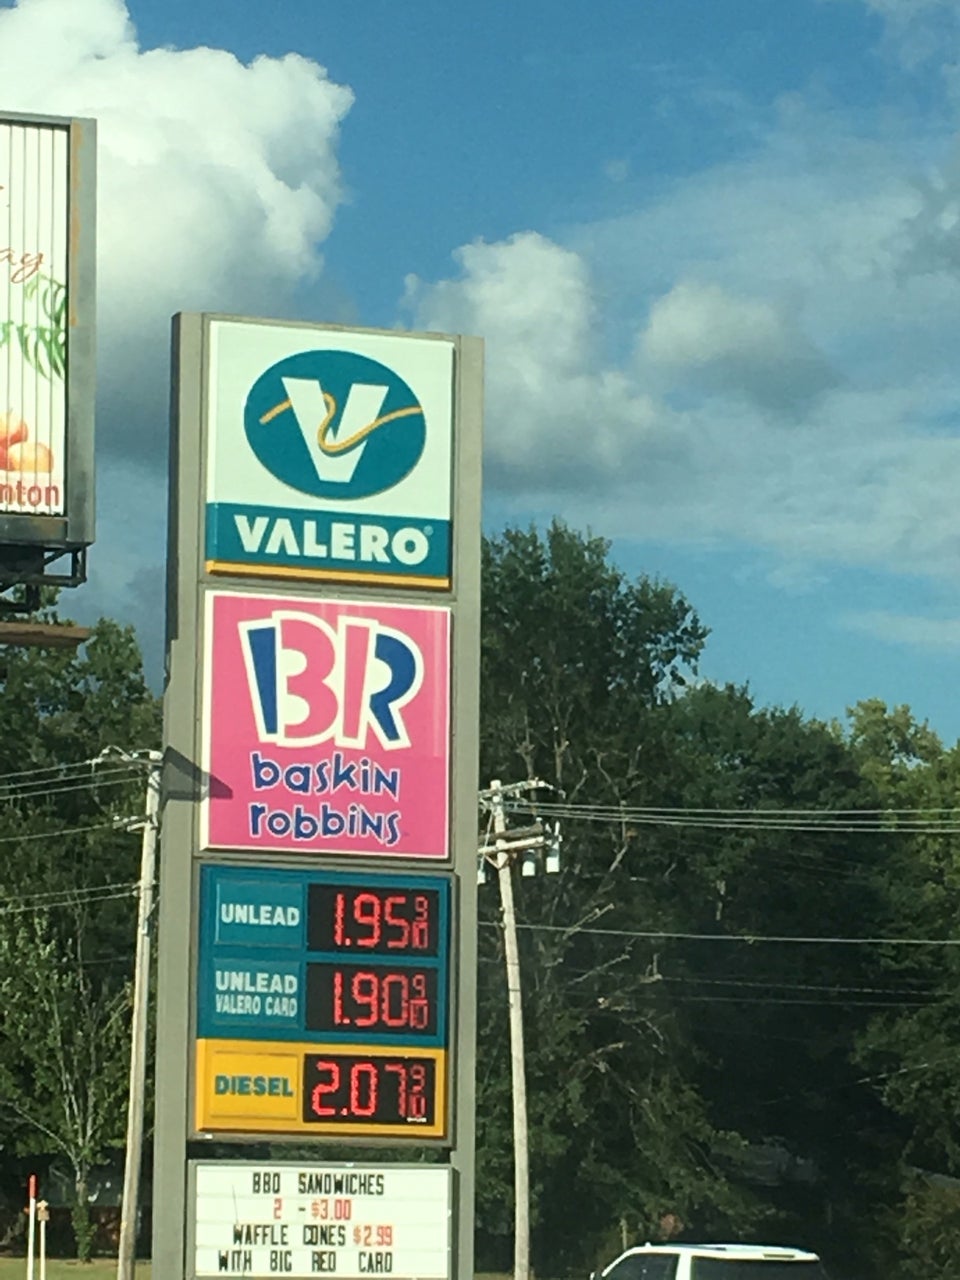 VALERO
BR
baskin
robbins
UNLEAD 1.95 9/10
UNLEAD
VALERO CARD 1.90 9/10
DIESEL 2.07 9/10
BBQ SANDWICHES
2 - $3.00
WAFFLE CONES $2.99
WITH BIG RED CARD
nton